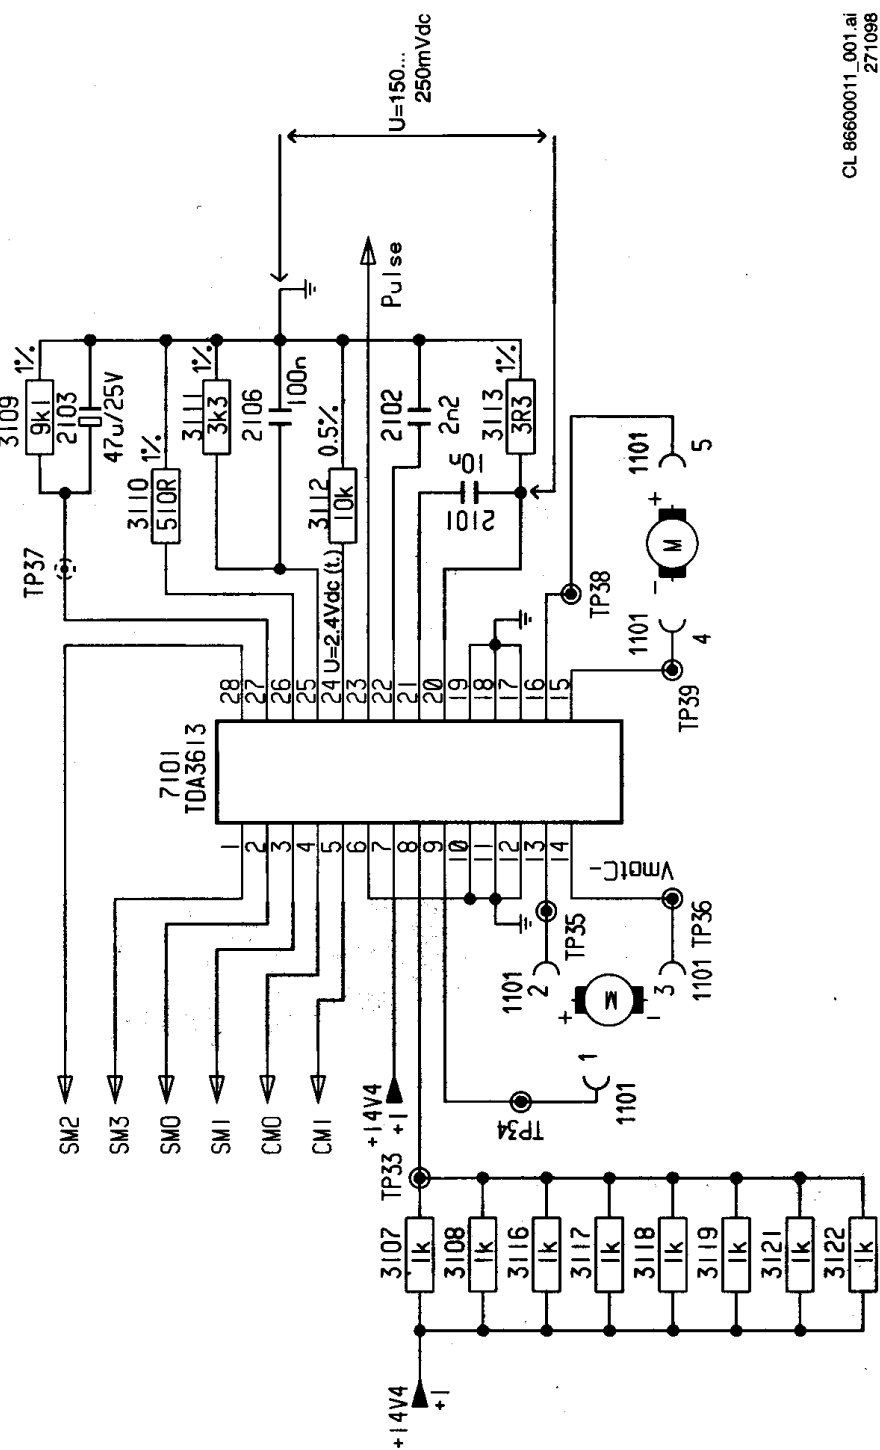 CL 86600011_001.ai
271098
U=150...
250mVdc
Pulse
3109
9k1
1%
2103
47u/25V
3110
510R
1%
3111
3k3
1%
2106
100n
3112
10k
0.5%
2102
2n2
3113
3R3
1%
2101
10n
TP37
U=2.4Vdc (t.)
28
27
26
25
24
23
22
21
20
19
18
17
16
15
7101
TDA3613
1
2
3
4
5
6
7
8
9
10
11
12
13
14
TP38
1101
5
+
M
-
1101
4
TP39
VmotC-
TP35
1101
2
+
M
-
3
1101
TP36
1
1101
TP34
SM2
SM3
SM0
SM1
CM0
CM1
+14V4
+1
TP33
3107
1k
3108
1k
3116
1k
3117
1k
3118
1k
3119
1k
3121
1k
3122
1k
+14V4
+1